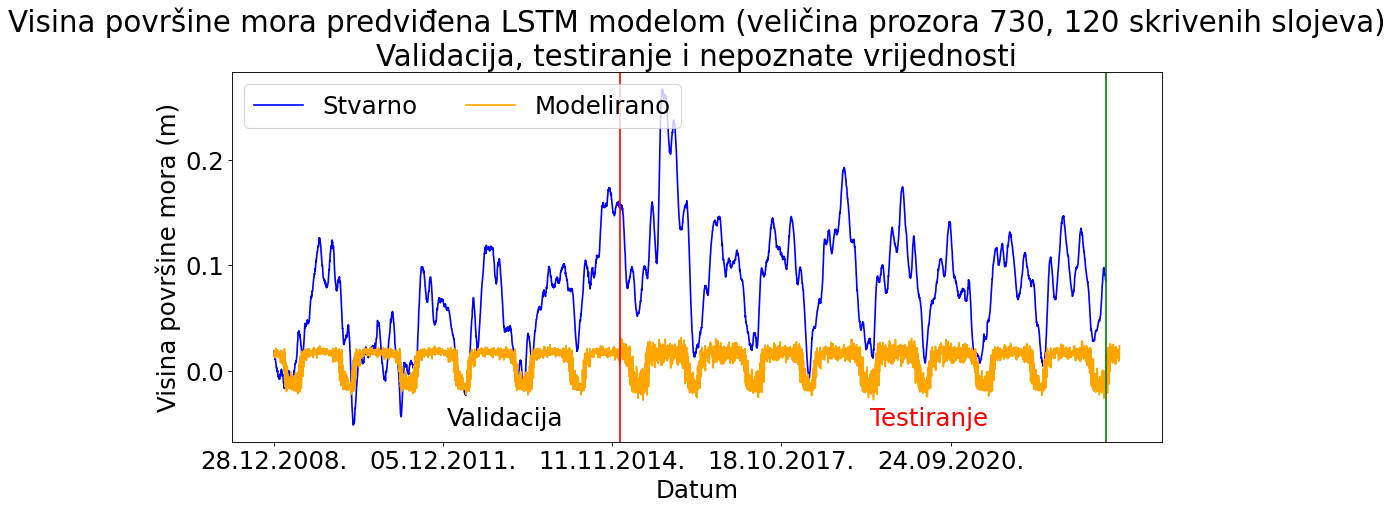 Visina površine mora predviđena LSTM modelom (veličina prozora 730, 120 skrivenih slojeva)
Validacija, testiranje i nepoznate vrijednosti
Stvarno
Modelirano
Visina površine mora (m)
0.2
0.1
0.0
Validacija
Testiranje
28.12.2008.
05.12.2011.
11.11.2014.
18.10.2017.
24.09.2020.
Datum